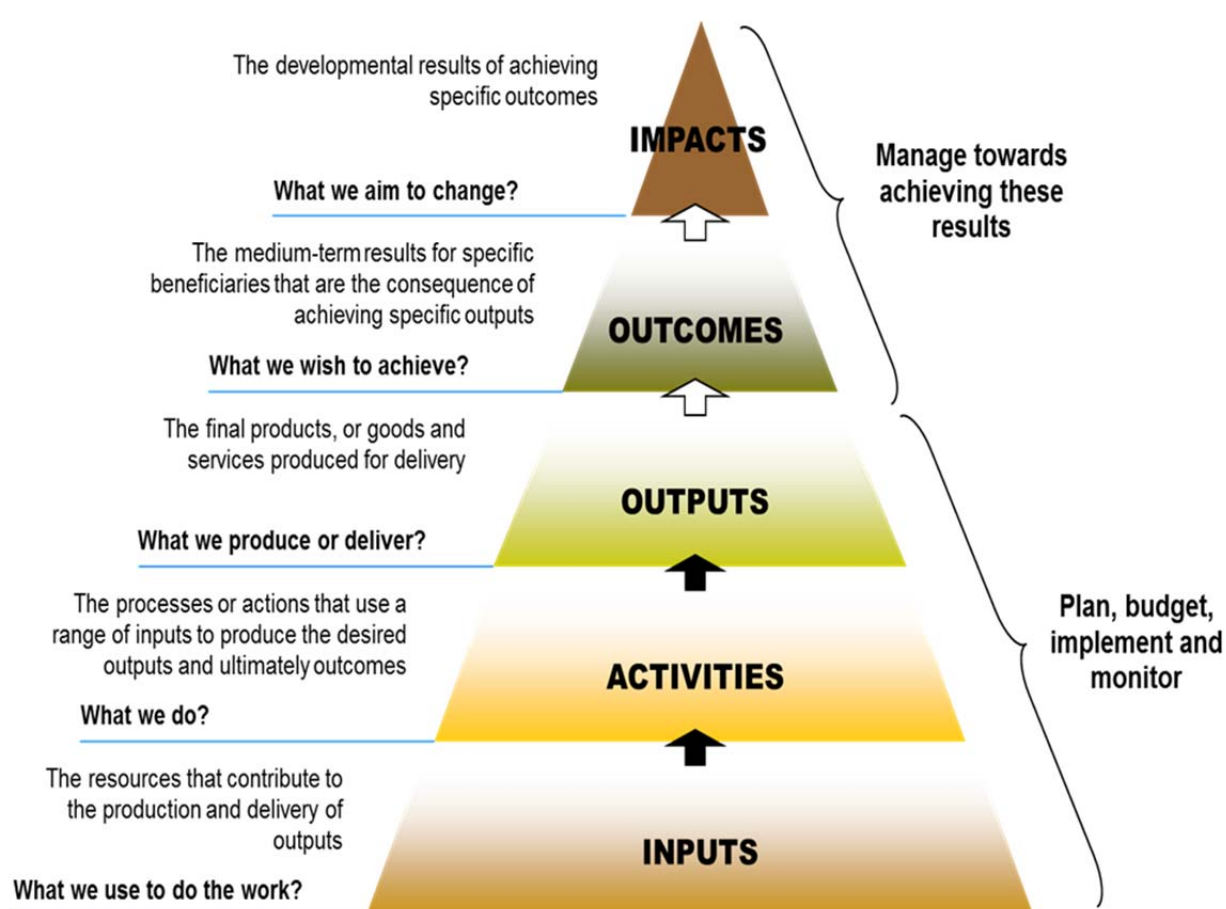 The developmental results of achieving
specific outcomes
IMPACTS
What we aim to change?
Manage towards
achieving these
results
The medium-term results for specific
beneficiaries that are the consequence of
achieving specific outputs
OUTCOMES
What we wish to achieve?
The final products, or goods and
services produced for delivery
OUTPUTS
What we produce or deliver?
The processes or actions that use a
range of inputs to produce the desired
outputs and ultimately outcomes
ACTIVITIES
What we do?
Plan, budget,
implement and
monitor
The resources that contribute to
the production and delivery of
outputs
INPUTS
What we use to do the work?